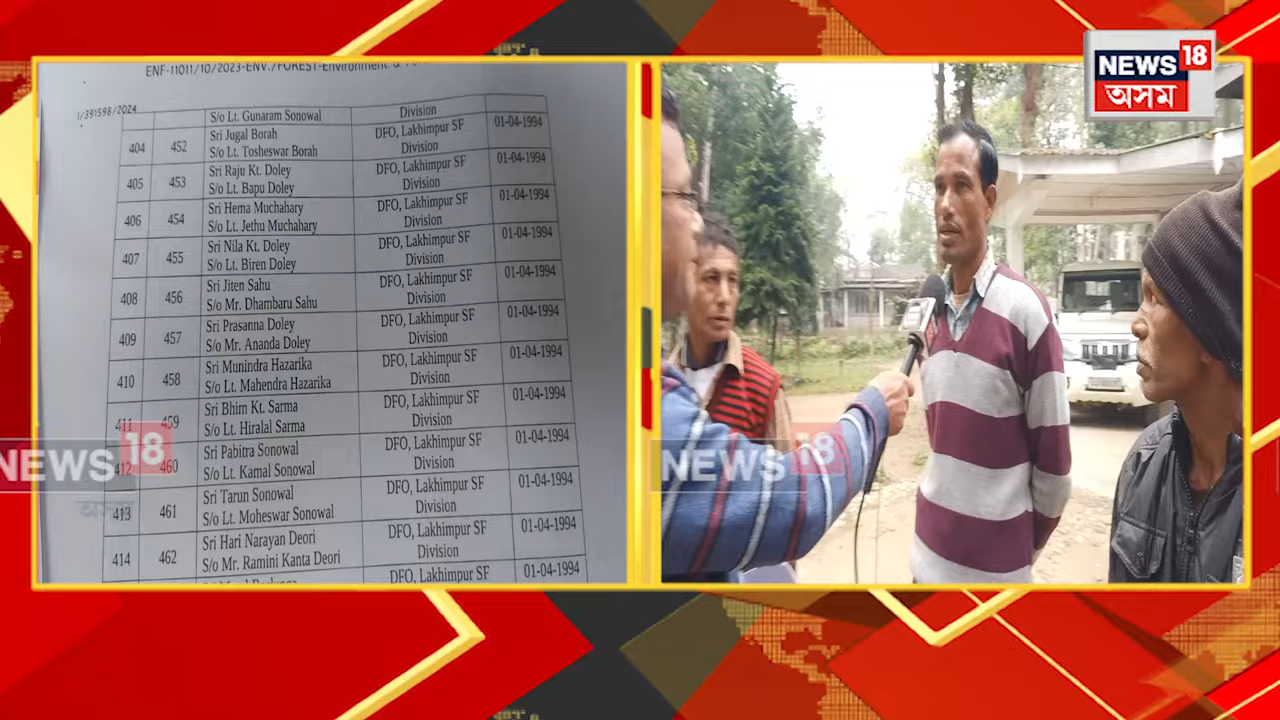 ENF-11011/10/2023-ENV./FOREST-Environment &
I/391598/2024
S/o Lt. Gunaram Sonowal Division
404 452 Sri Jugal Borah DFO, Lakhimpur SF 01-04-1994
S/o Lt. Tosheswar Borah Division
405 453 Sri Raju Kt. Doley DFO, Lakhimpur SF 01-04-1994
S/o Lt. Bapu Doley Division
406 454 Sri Hema Muchahary DFO, Lakhimpur SF 01-04-1994
S/o Lt. Jethu Muchahary Division
407 455 Sri Nila Kt. Doley DFO, Lakhimpur SF 01-04-1994
S/o Lt. Biren Doley Division
408 456 Sri Jiten Sahu DFO, Lakhimpur SF 01-04-1994
S/o Mr. Dhambaru Sahu Division
409 457 Sri Prasanna Doley DFO, Lakhimpur SF 01-04-1994
S/o Mr. Ananda Doley Division
410 458 Sri Munindra Hazarika DFO, Lakhimpur SF 01-04-1994
S/o Lt. Mahendra Hazarika Division
411 459 Sri Bhim Kt. Sarma DFO, Lakhimpur SF 01-04-1994
S/o Lt. Hiralal Sarma Division
412 460 Sri Pabitra Sonowal DFO, Lakhimpur SF 01-04-1994
S/o Lt. Kamal Sonowal Division
413 461 Sri Tarun Sonowal DFO, Lakhimpur SF 01-04-1994
S/o Lt. Moheswar Sonowal Division
414 462 Sri Hari Narayan Deori DFO, Lakhimpur SF 01-04-1994
S/o Mr. Ramini Kanta Deori Division
DFO, Lakhimpur SF 01-04-1994
NEWS 18
অসম
NEWS 18
অসম
NEWS 18